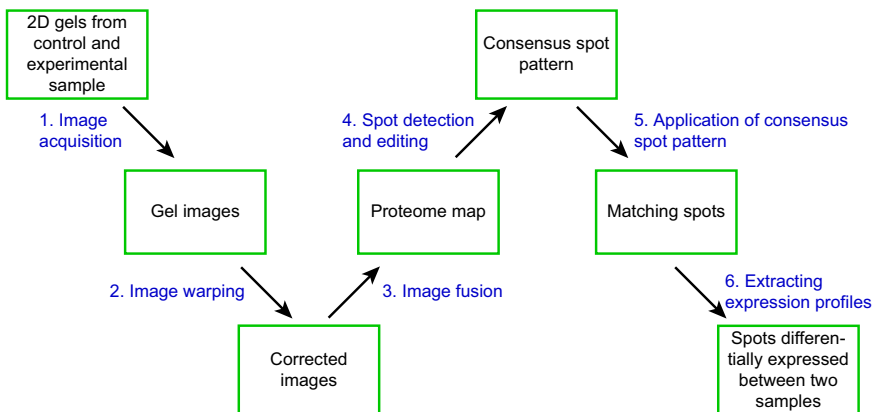 2D gels from
control and
experimental
sample
1. Image
acquisition
Gel images
2. Image warping
Corrected
images
3. Image fusion
Proteome map
4. Spot detection
and editing
Consensus spot
pattern
5. Application of consensus
spot pattern
Matching spots
6. Extracting
expression profiles
Spots differen-
tially expressed
between two
samples